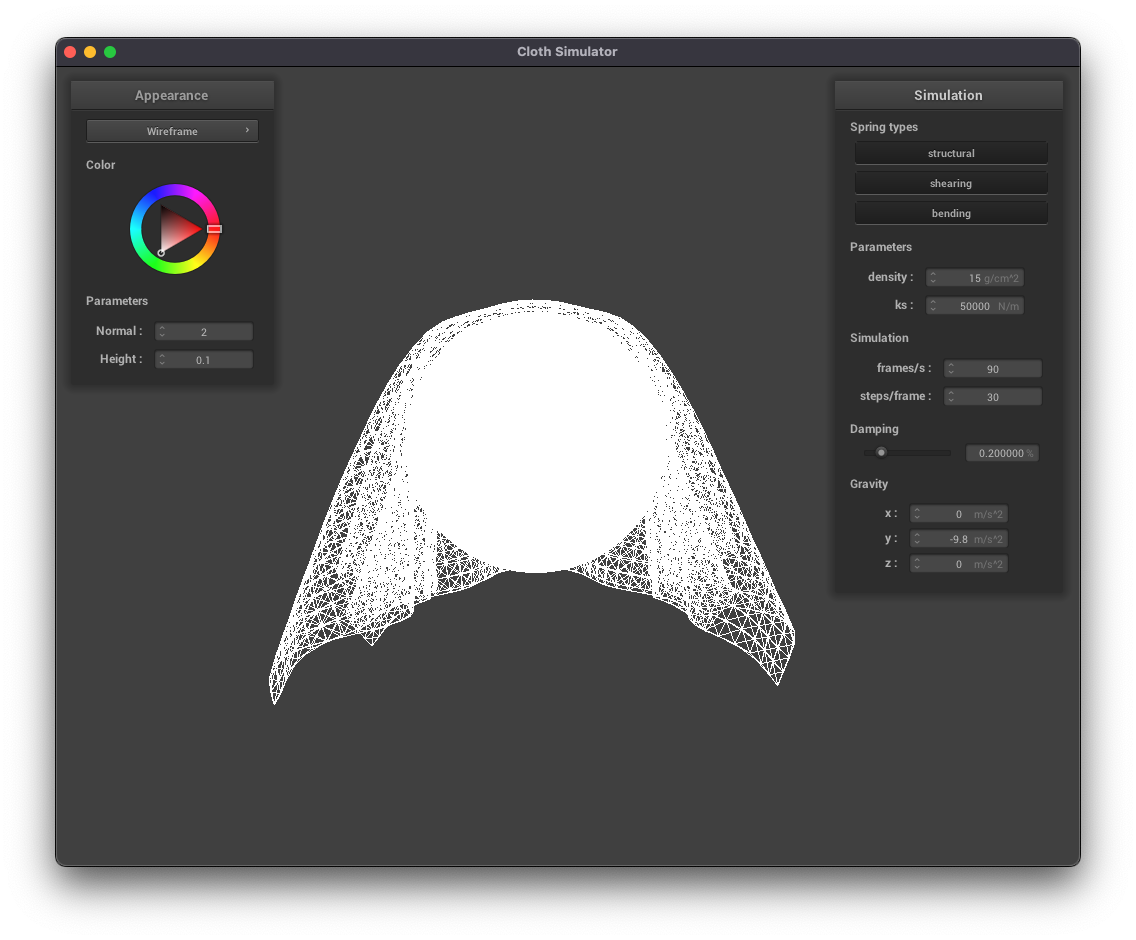 Cloth Simulator
Appearance
Wireframe
Color
Parameters
Normal : 2
Height : 0.1
Simulation
Spring types
structural
shearing
bending
Parameters
density : 15 g/cm^2
ks : 50000 N/m
Simulation
frames/s : 90
steps/frame : 30
Damping
0.200000 %
Gravity
x : 0 m/s^2
y : -9.8 m/s^2
z : 0 m/s^2